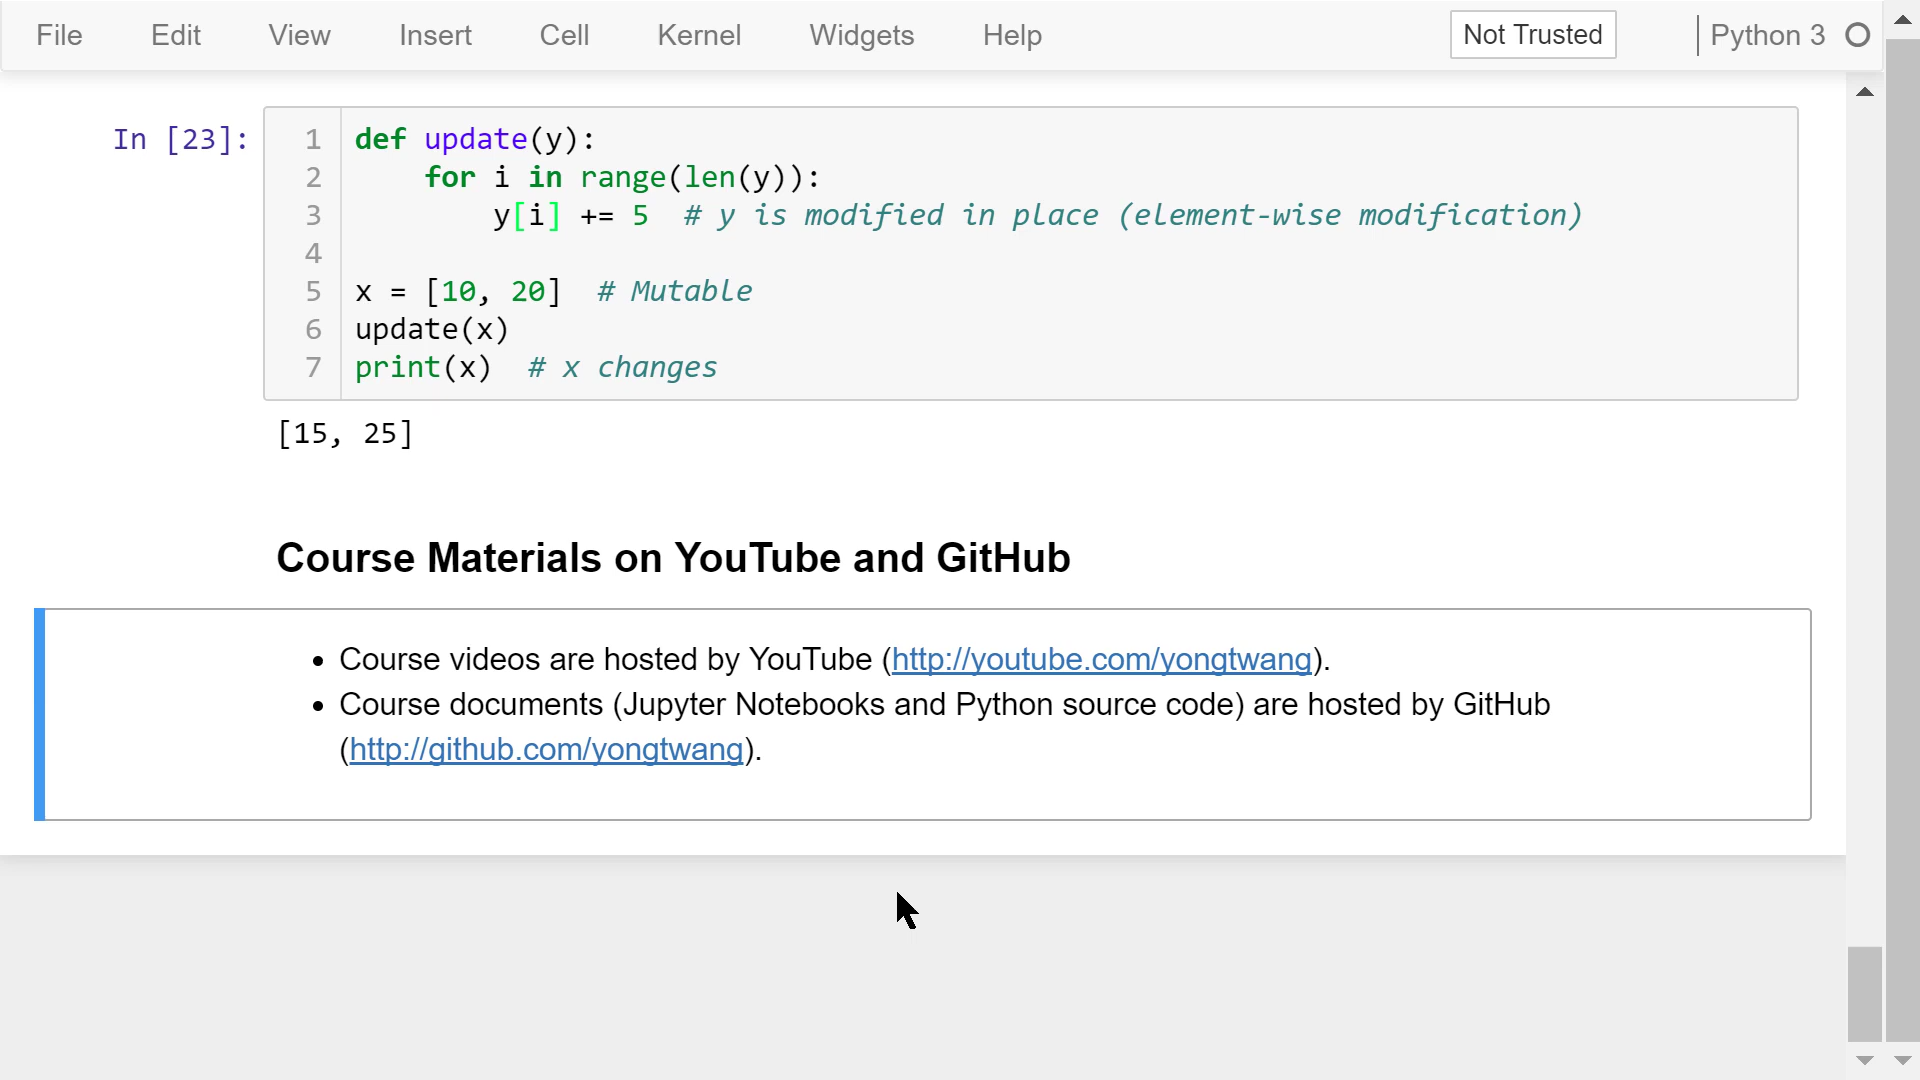 File Edit View Insert Cell Kernel Widgets Help Not Trusted Python 3
In [23]:
1 def update(y):
2     for i in range(len(y)):
3         y[i] += 5  # y is modified in place (element-wise modification)
4
5 x = [10, 20]  # Mutable
6 update(x)
7 print(x)  # x changes
[15, 25]
Course Materials on YouTube and GitHub
• Course videos are hosted by YouTube (http://youtube.com/yongtwang).
• Course documents (Jupyter Notebooks and Python source code) are hosted by GitHub
(http://github.com/yongtwang).